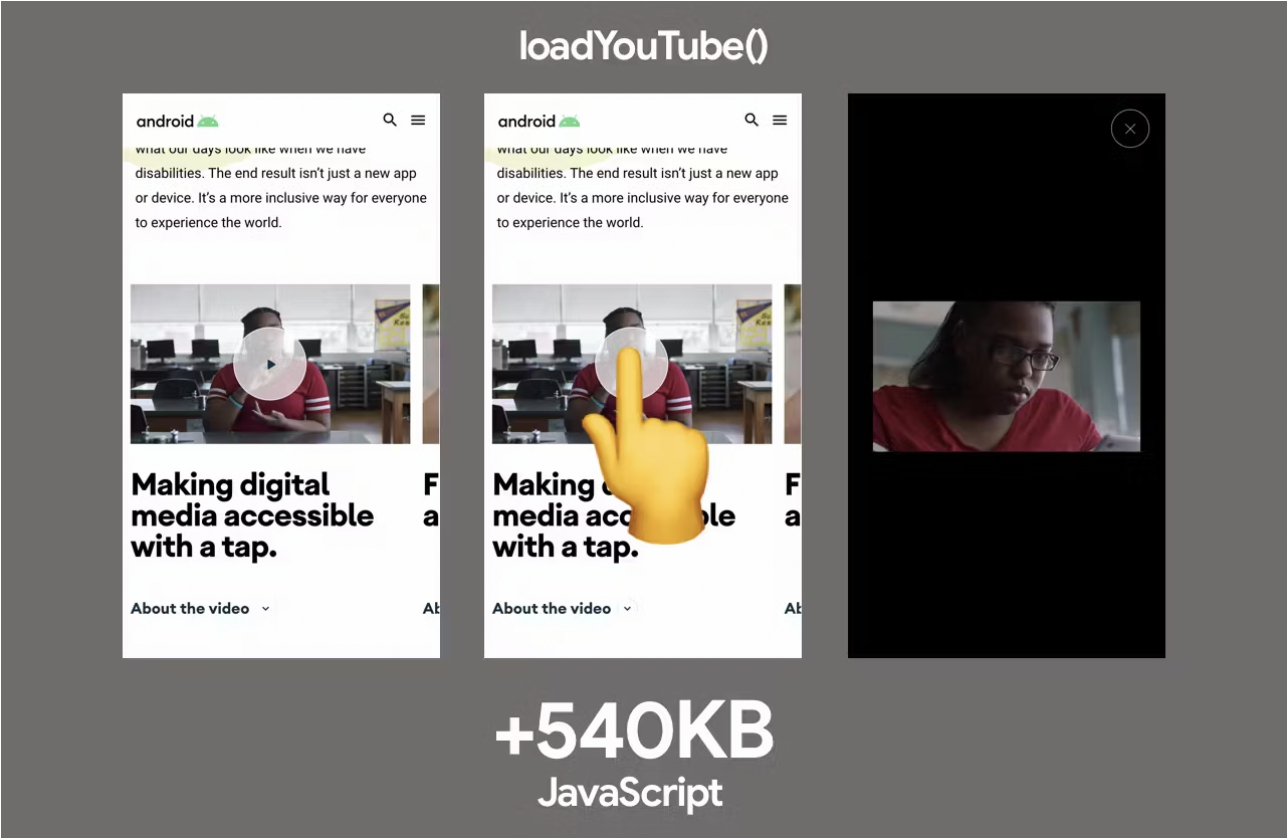 loadYouTube()
android
what our days look like when we have
disabilities. The end result isn't just a new app
or device. It's a more inclusive way for everyone
to experience the world.
Making digital
media accessible
with a tap.
About the video
F
a
Ab
android
what our days look like when we have
disabilities. The end result isn't just a new app
or device. It's a more inclusive way for everyone
to experience the world.
Making
media
with a tap.
About the video
F
a
Ab
+540KB
JavaScript